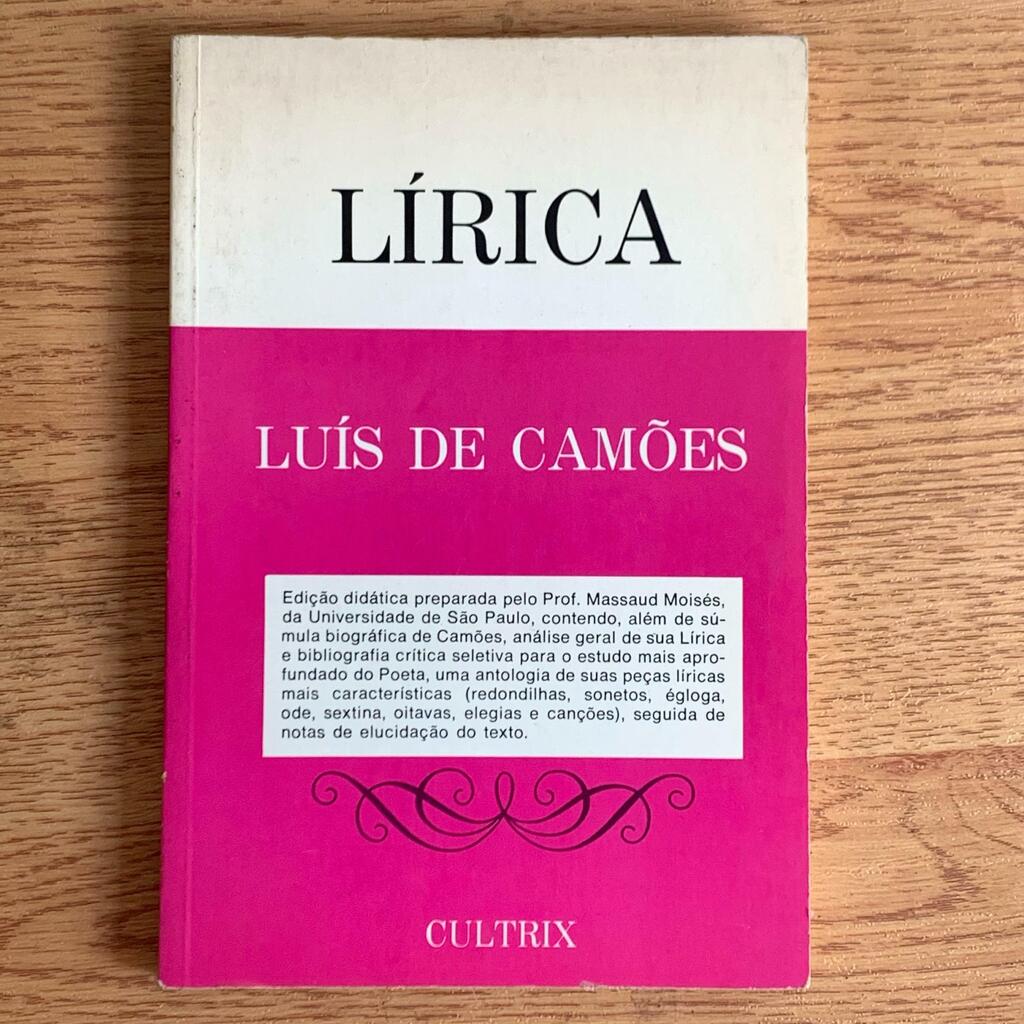 LÍRICA
LUÍS DE CAMÕES
Edição didática preparada pelo Prof. Massaud Moisés,
da Universidade de São Paulo, contendo, além de sú-
mula biográfica de Camões, análise geral de sua Lírica
e bibliografia crítica seletiva para o estudo mais apro-
fundado do Poeta, uma antologia de suas peças líricas
mais características (redondilhas, sonetos, égloga,
ode, sextina, oitavas, elegias e canções), seguida de
notas de elucidação do texto.
CULTRIX